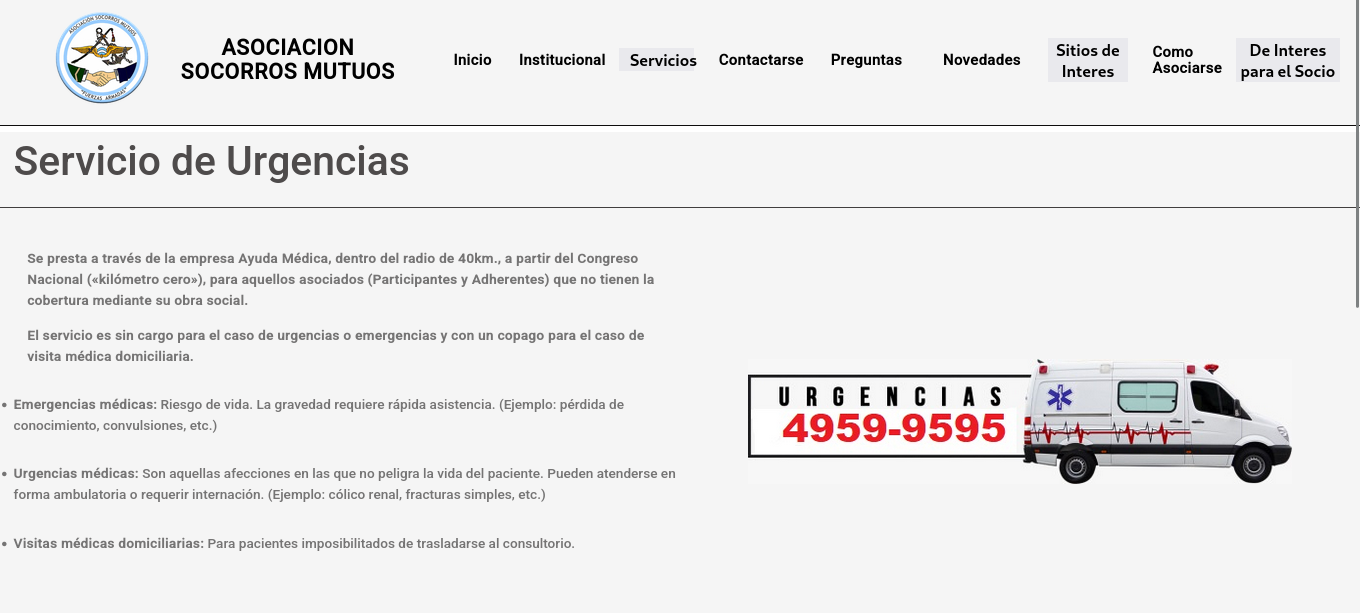 ASOCIACION SOCORROS MUTUOS
"FUERZAS ARMADAS"
ASOCIACION
SOCORROS MUTUOS
Inicio
Institucional
Servicios
Contactarse
Preguntas
Novedades
Sitios de
Interes
Como
Asociarse
De Interes
para el Socio
Servicio de Urgencias
Se presta a través de la empresa Ayuda Médica, dentro del radio de 40km., a partir del Congreso
Nacional («kilómetro cero»), para aquellos asociados (Participantes y Adherentes) que no tienen la
cobertura mediante su obra social.
El servicio es sin cargo para el caso de urgencias o emergencias y con un copago para el caso de
visita médica domiciliaria.
• Emergencias médicas: Riesgo de vida. La gravedad requiere rápida asistencia. (Ejemplo: pérdida de
conocimiento, convulsiones, etc.)
• Urgencias médicas: Son aquellas afecciones en las que no peligra la vida del paciente. Pueden atenderse en
forma ambulatoria o requerir internación. (Ejemplo: cólico renal, fracturas simples, etc.)
• Visitas médicas domiciliarias: Para pacientes imposibilitados de trasladarse al consultorio.
URGENCIAS
4959-9595